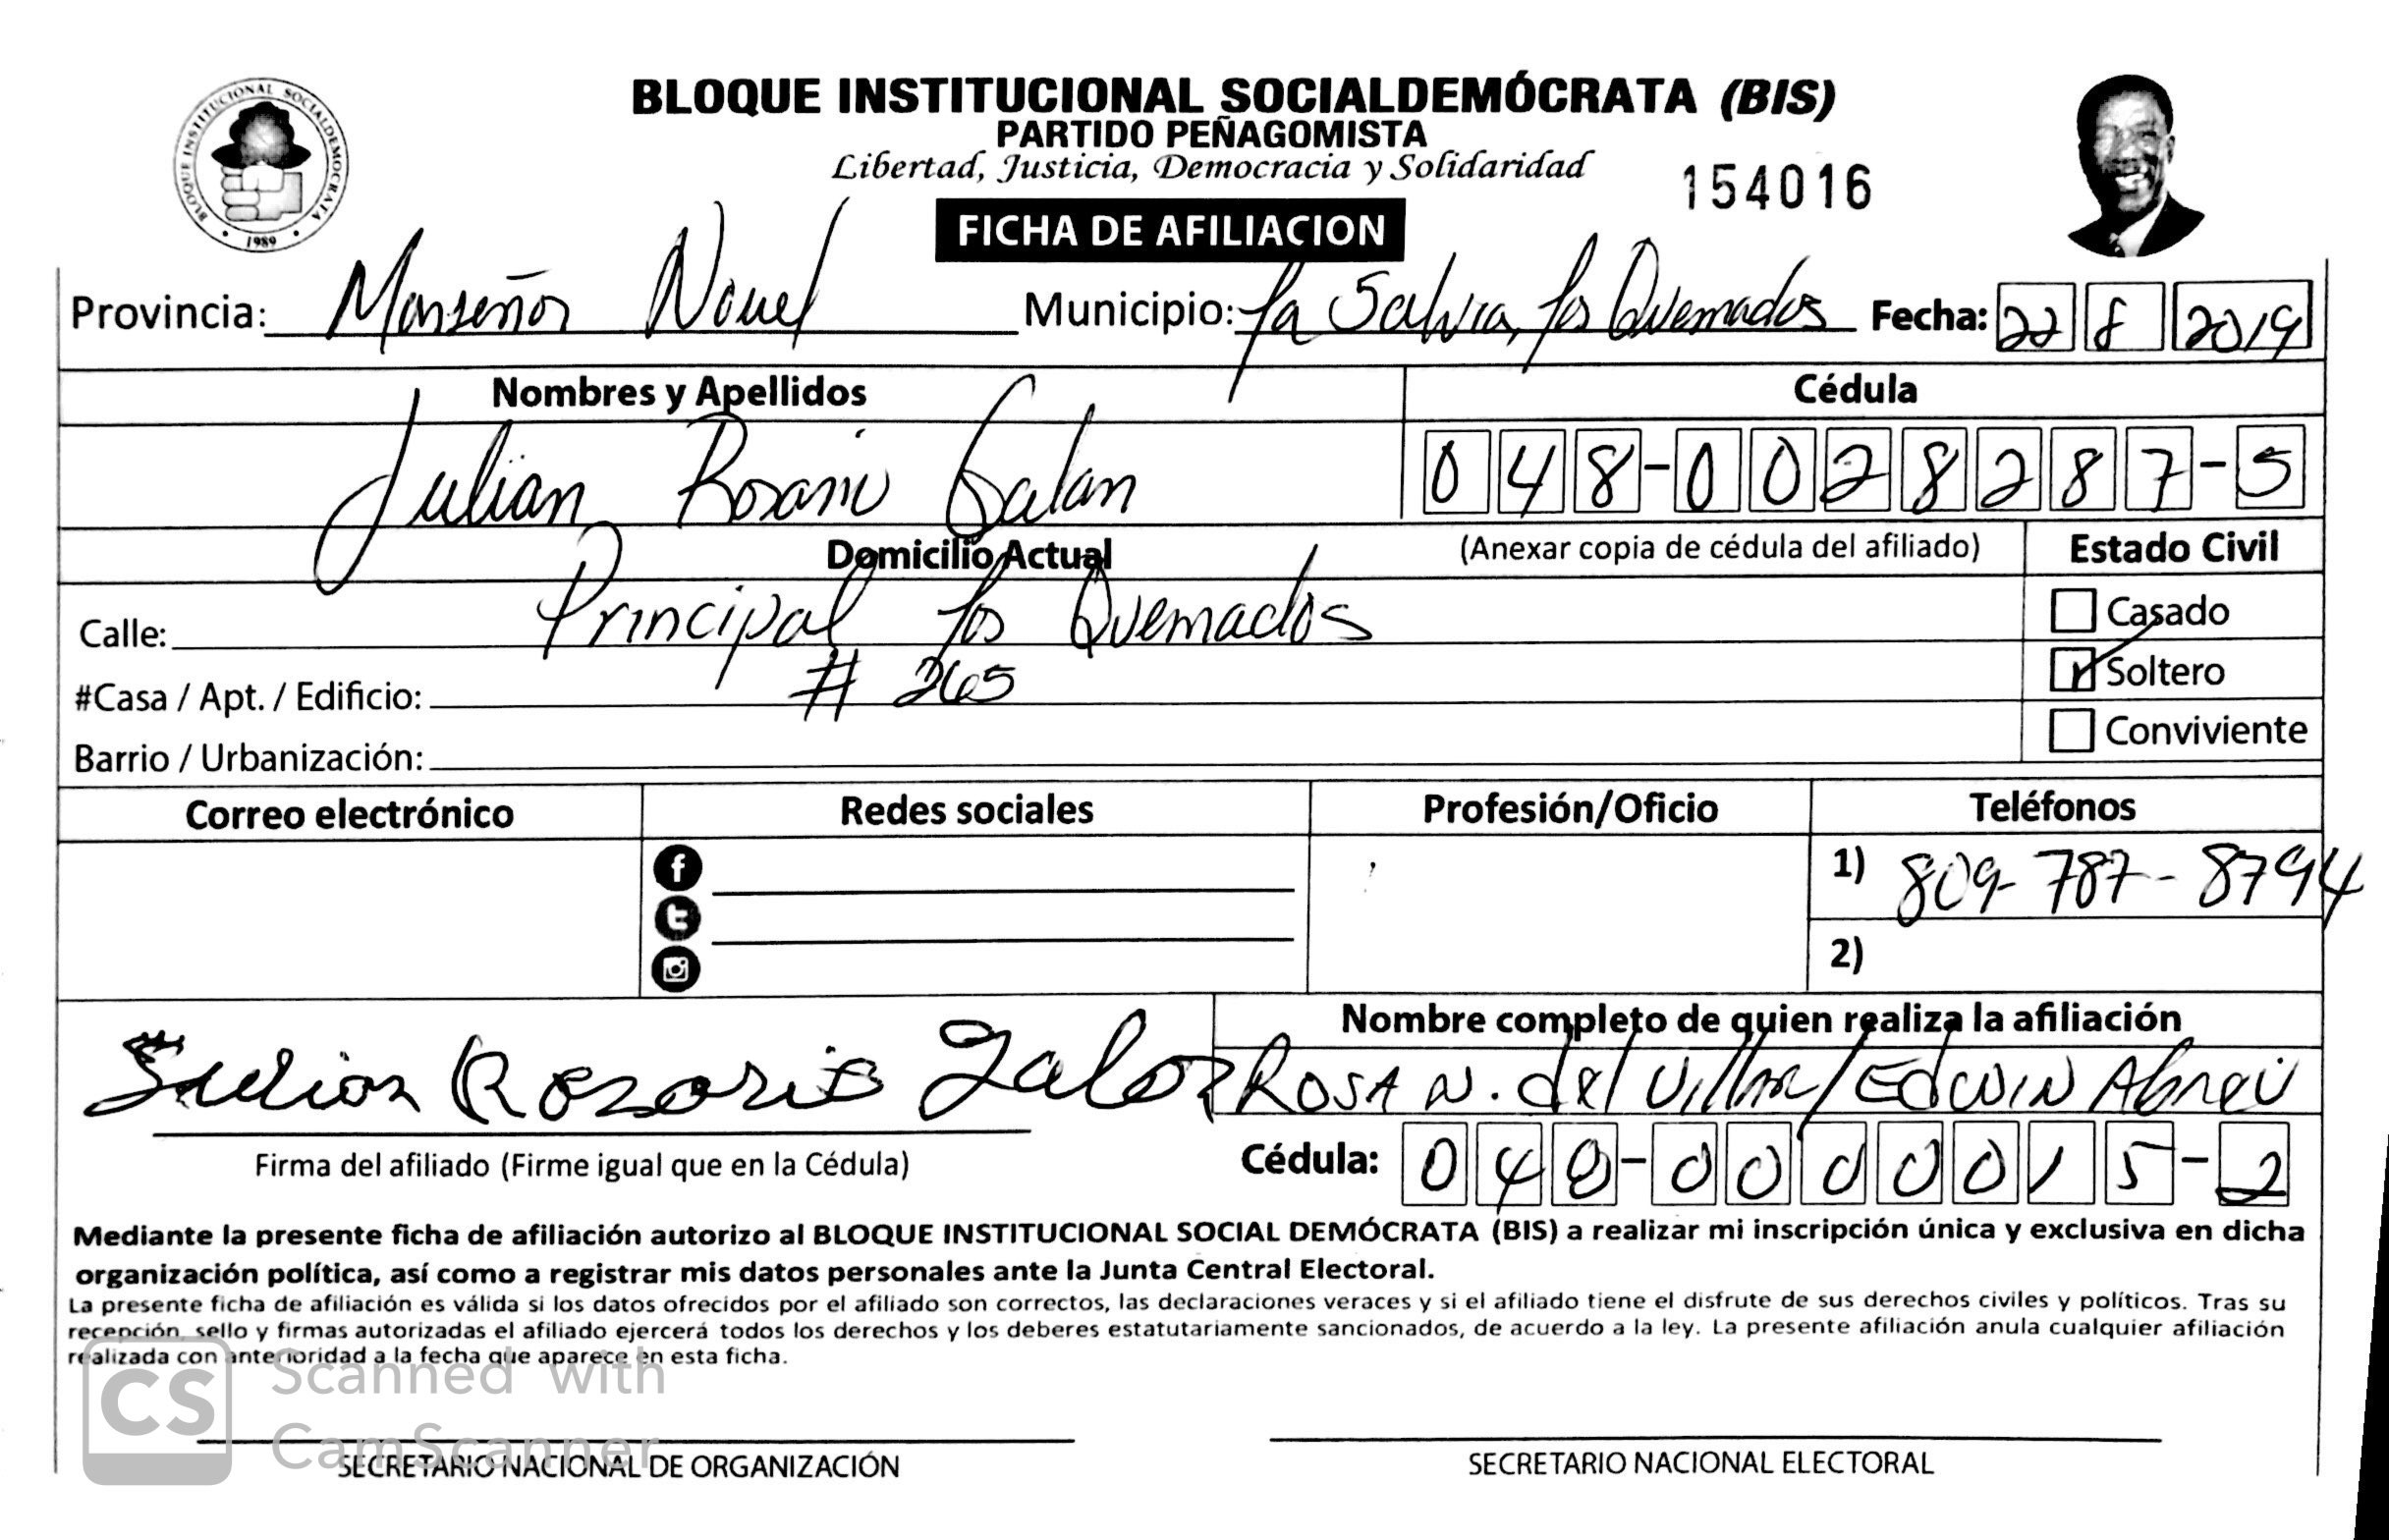 BLOQUE INSTITUCIONAL SOCIALDEMOCRATA
1989
BLOQUE INSTITUCIONAL SOCIALDEMÓCRATA (BIS)
PARTIDO PEÑAGOMISTA
Libertad, Justicia, Democracia y Solidaridad
154016
FICHA DE AFILIACION
Provincia: Monseñor Nouel Municipio: La Salvia, Los Quemados Fecha: 22 8 2019
Nombres y Apellidos Cédula
Julian Rosario Galan 048-0028287-5
Domicilio Actual (Anexar copia de cédula del afiliado) Estado Civil
Calle: Principal Los Quemados Casado
#Casa / Apt. / Edificio: # 265 Soltero
Barrio / Urbanización: Conviviente
Correo electrónico Redes sociales Profesión/Oficio Teléfonos
1) 809-787-8794
2)
Nombre completo de quien realiza la afiliación
Julian Rosario Galan ROSA N. del Villar / EDWIN Abreu
Firma del afiliado (Firme igual que en la Cédula) Cédula: 048-0000015-2
Mediante la presente ficha de afiliación autorizo al BLOQUE INSTITUCIONAL SOCIAL DEMÓCRATA (BIS) a realizar mi inscripción única y exclusiva en dicha
organización política, así como a registrar mis datos personales ante la Junta Central Electoral.
La presente ficha de afiliación es válida si los datos ofrecidos por el afiliado son correctos, las declaraciones veraces y si el afiliado tiene el disfrute de sus derechos civiles y políticos. Tras su
recepción, sello y firmas autorizadas el afiliado ejercerá todos los derechos y los deberes estatutariamente sancionados, de acuerdo a la ley. La presente afiliación anula cualquier afiliación
realizada con anterioridad a la fecha que aparece en esta ficha.
CS Scanned with
CamScanner
SECRETARIO NACIONAL DE ORGANIZACIÓN SECRETARIO NACIONAL ELECTORAL